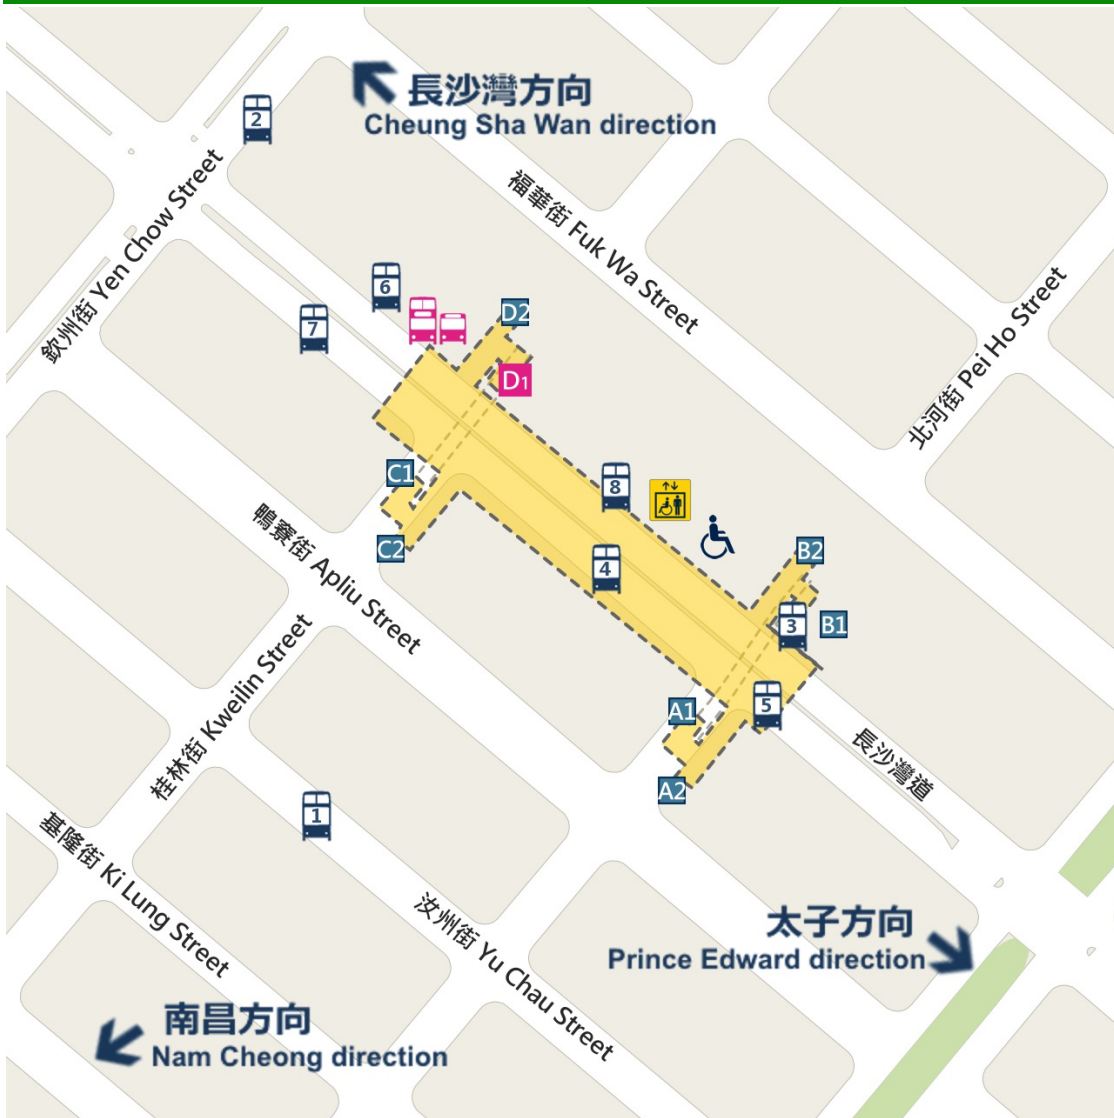 長沙灣方向
Cheung Sha Wan direction
2
欽州街 Yen Chow Street
福華街 Fuk Wa Street
北河街 Pei Ho Street
6
7
D2
D1
C1
C2
8
4
B2
3
B1
鴨寮街 Apliu Street
桂林街 Kweilin Street
A1
5
A2
長沙灣道
1
基隆街 Ki Lung Street
汝州街 Yu Chau Street
太子方向
Prince Edward direction
南昌方向
Nam Cheong direction